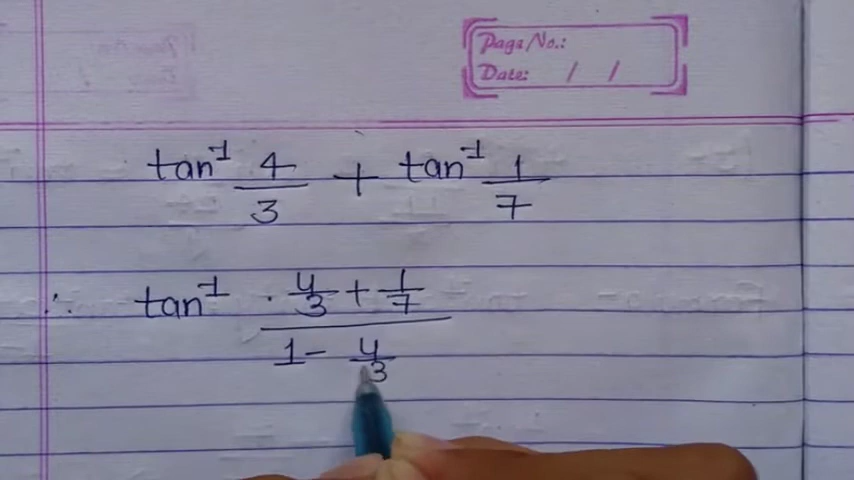 Page No.:
Date: / /
tan⁻¹ 4/3 + tan⁻¹ 1/7
∴ tan⁻¹ 4/3 + 1/7
1 - 4/3